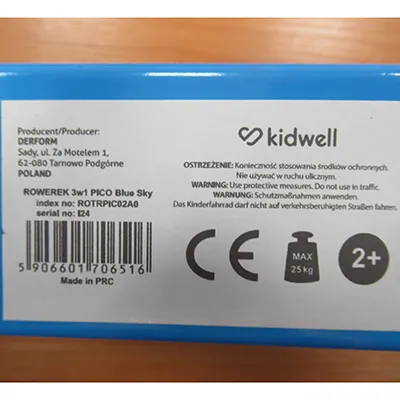 Producent/Producer:
DERFORM
Sady, ul. Za Motelem 1,
62-080 Tarnowo Podgórne
POLAND
ROWEREK 3w1 PICO Blue Sky
index no: ROTRPIC02A0
serial no: I24
5 906601 706516
Made in PRC
kidwell
OSTRZEŻENIE: Konieczność stosowania środków ochronnych.
Nie używać w ruchu ulicznym.
WARNING: Use protective measures. Do not use in traffic.
WARNUNG: Schutzmaßnahmen anwenden.
Das Kinderfahrrad darf nicht auf verkehrsberuhigten Straßen fahren.
CE
MAX
25 kg
2+